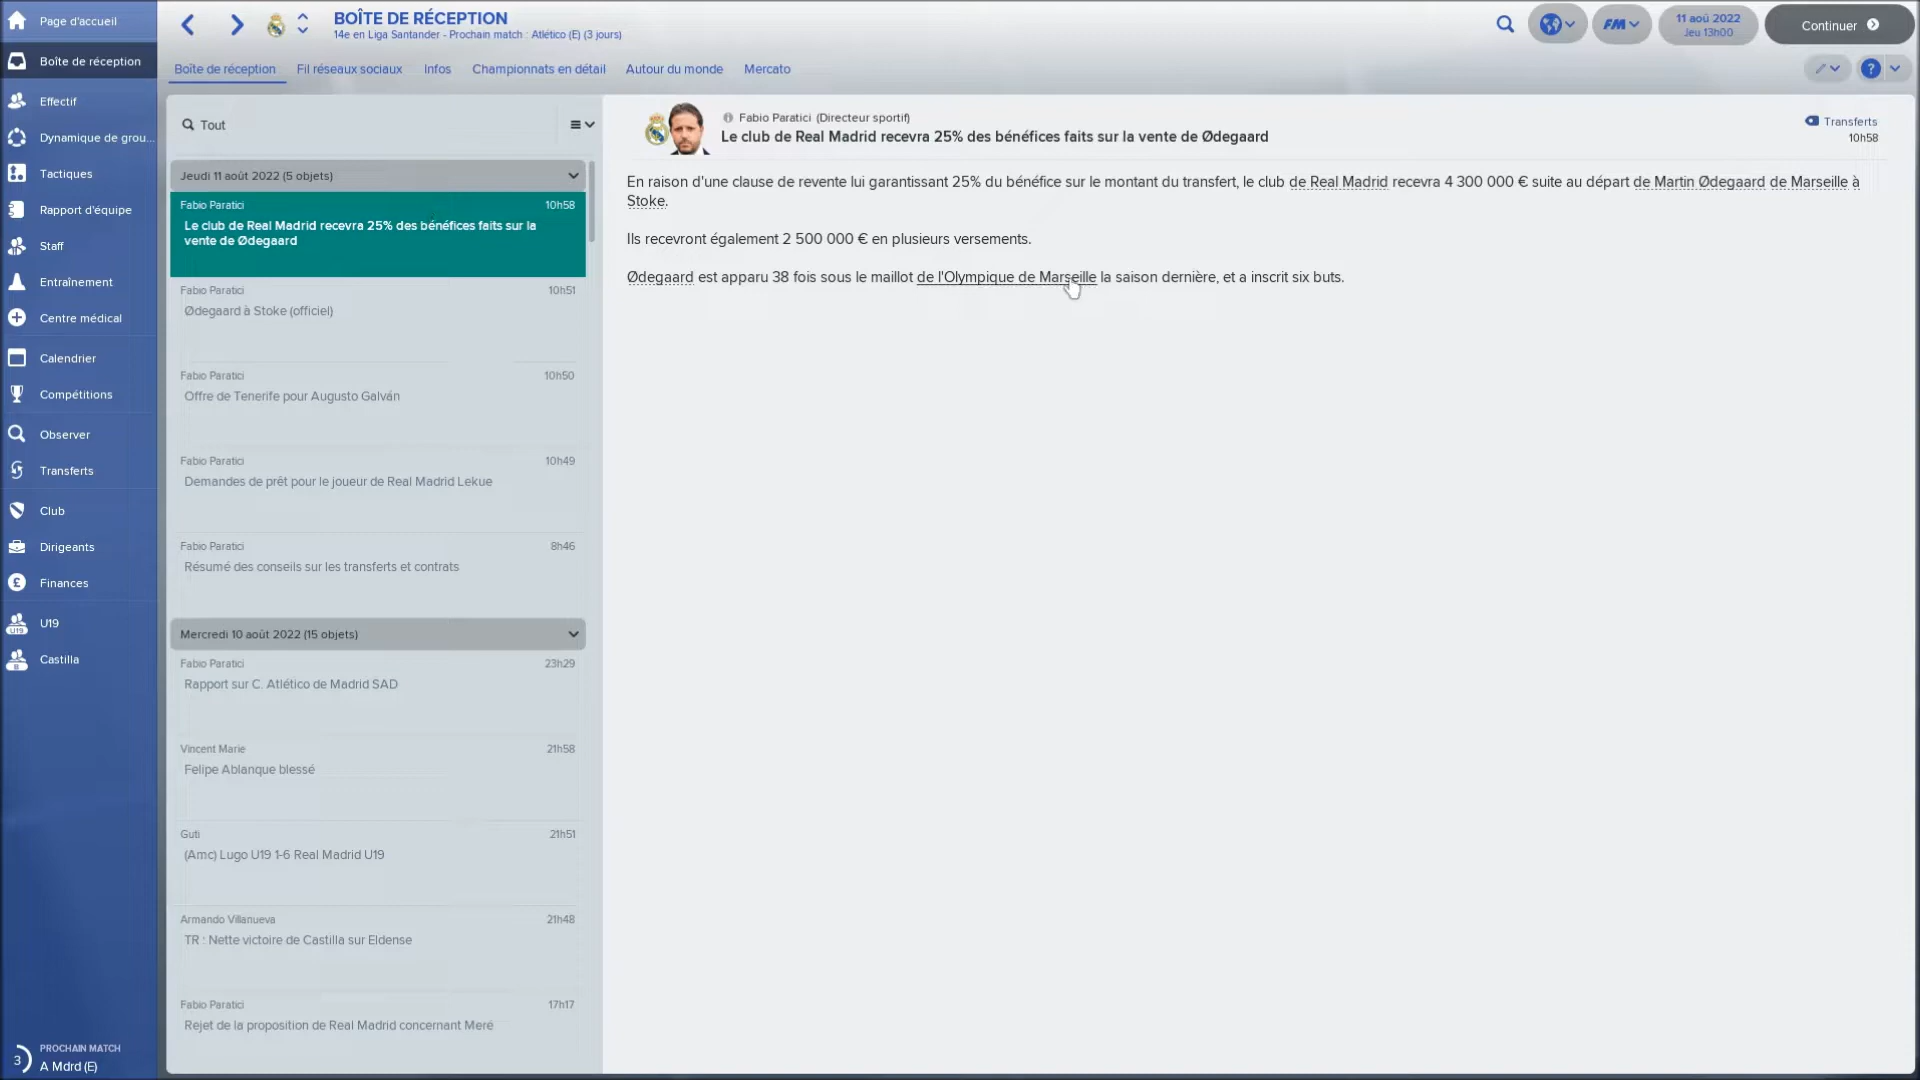 Page d'accueil
Boîte de réception
Effectif
Dynamique de grou...
Tactiques
Rapport d'équipe
Staff
Entraînement
Centre médical
Calendrier
Compétitions
Observer
Transferts
Club
Dirigeants
Finances
U19
U19
Castilla
3
PROCHAIN MATCH
A Mdrd (E)
BOÎTE DE RÉCEPTION
14e en Liga Santander - Prochain match : Atlético (E) (3 jours)
FM
11 aoû 2022
Jeu 13h00
Continuer
Boîte de réception
Fil réseaux sociaux
Infos
Championnats en détail
Autour du monde
Mercato
?
Tout
Jeudi 11 août 2022 (5 objets)
Fabio Paratici 10h58
Le club de Real Madrid recevra 25% des bénéfices faits sur la
vente de Ødegaard
Fabio Paratici 10h51
Ødegaard à Stoke (officiel)
Fabio Paratici 10h50
Offre de Tenerife pour Augusto Galván
Fabio Paratici 10h49
Demandes de prêt pour le joueur de Real Madrid Lekue
Fabio Paratici 8h46
Résumé des conseils sur les transferts et contrats
Mercredi 10 août 2022 (15 objets)
Fabio Paratici 23h29
Rapport sur C. Atlético de Madrid SAD
Vincent Marie 21h58
Felipe Ablanque blessé
Guti 21h51
(Amc) Lugo U19 1-6 Real Madrid U19
Armando Villanueva 21h48
TR : Nette victoire de Castilla sur Eldense
Fabio Paratici 17h17
Rejet de la proposition de Real Madrid concernant Meré
Fabio Paratici (Directeur sportif)
Le club de Real Madrid recevra 25% des bénéfices faits sur la vente de Ødegaard
Transferts
10h58
En raison d'une clause de revente lui garantissant 25% du bénéfice sur le montant du transfert, le club de Real Madrid recevra 4 300 000 € suite au départ de Martin Ødegaard de Marseille à
Stoke.
Ils recevront également 2 500 000 € en plusieurs versements.
Ødegaard est apparu 38 fois sous le maillot de l'Olympique de Marseille la saison dernière, et a inscrit six buts.